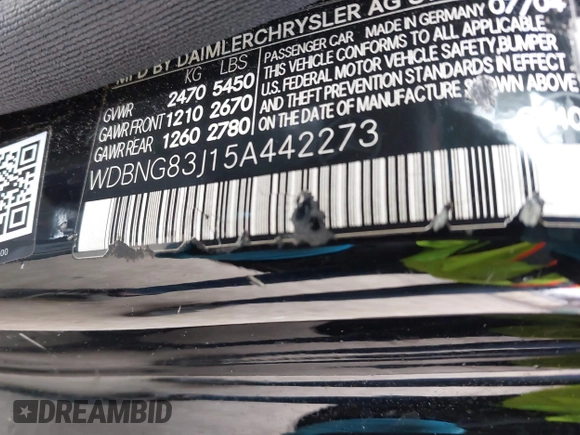 MFD BY DAIMLERCHRYSLER AG
07/04
MADE IN GERMANY
KG LBS
GVWR 2470 5450
GAWR FRONT 1210 2670
GAWR REAR 1260 2780
PASSENGER CAR
THIS VEHICLE CONFORMS TO ALL APPLICABLE
U.S. FEDERAL MOTOR VEHICLE SAFETY, BUMPER
AND THEFT PREVENTION STANDARDS IN EFFECT
ON THE DATE OF MANUFACTURE SHOWN ABOVE
WDBNG83J15A442273
DREAMBID